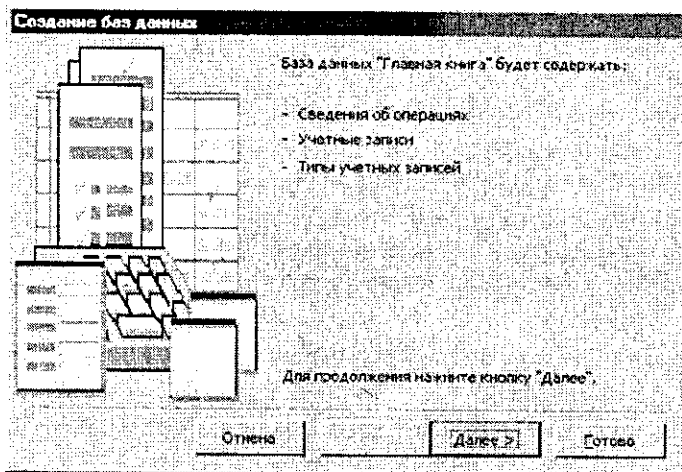 Создание баз данных
База данных "Главная книга" будет содержать:
- Сведения об операциях
- Учетные записи
- Типы учетных записей
Для продолжения нажмите кнопку "Далее".
Отмена
Далее >
Готово